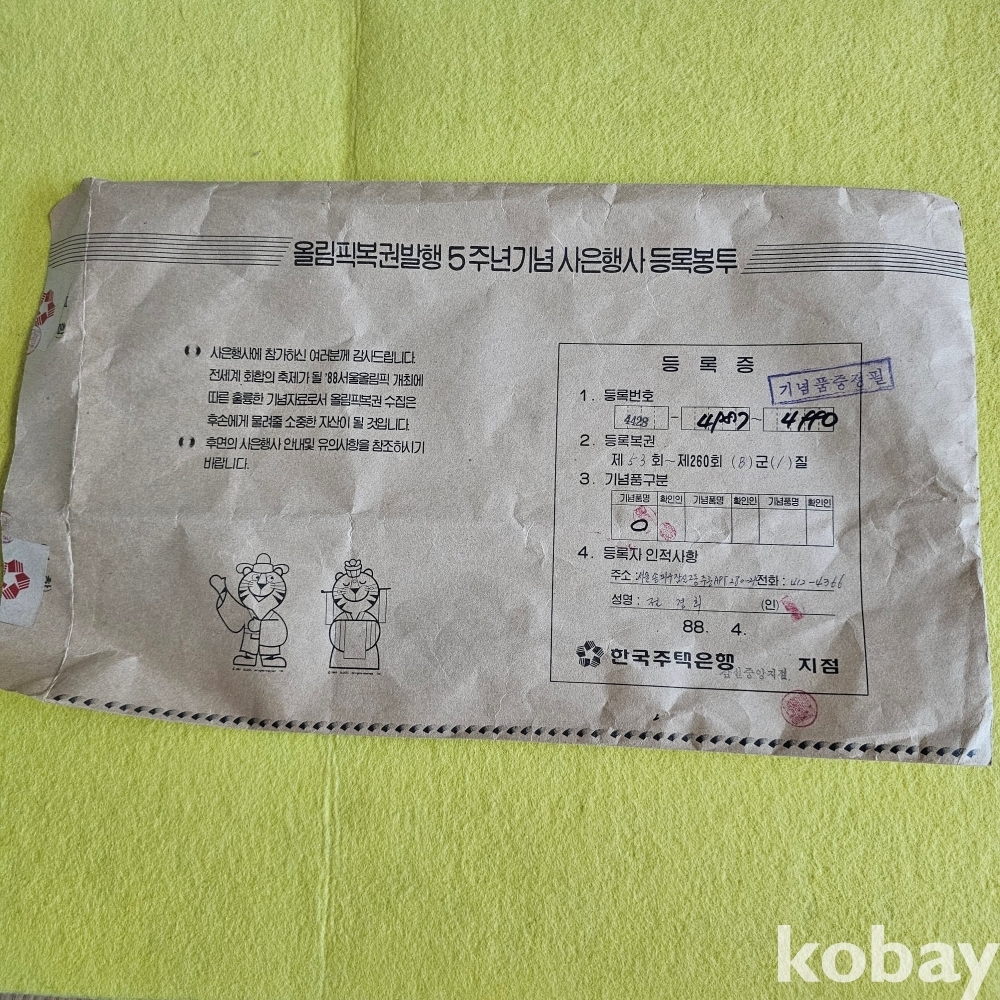 올림픽복권발행 5주년기념 사은행사 등록봉투
사은행사에 참가하신 여러분께 감사드립니다.
전세계 화합의 축제가 될 '88서울올림픽 개최에
따른 훌륭한 기념자료로서 올림픽복권 수집은
후손에게 물려줄 소중한 자산이 될 것입니다.
후면의 사은행사 안내및 유의사항을 참조하시기
바랍니다.
등록증
기념품증정필
1. 등록번호
4428 - 4987 - 4990
2. 등록복권
제 53 회~제260회 (B)군(1)질
3. 기념품구분
기념품명 확인인 기념품명 확인인 기념품명 확인인
0
4. 등록자 인적사항
주소: APT 전화: 412-4366
성명: 전경희 (인)
88. 4.
한국주택은행 지점
kobay